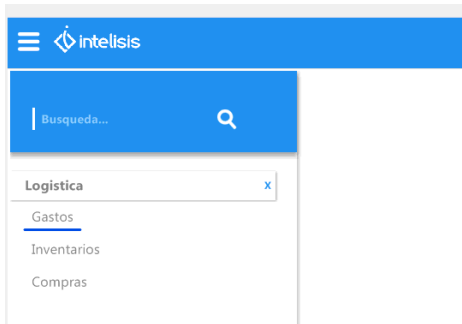 intelisis
Busqueda...
Logistica x
Gastos
Inventarios
Compras